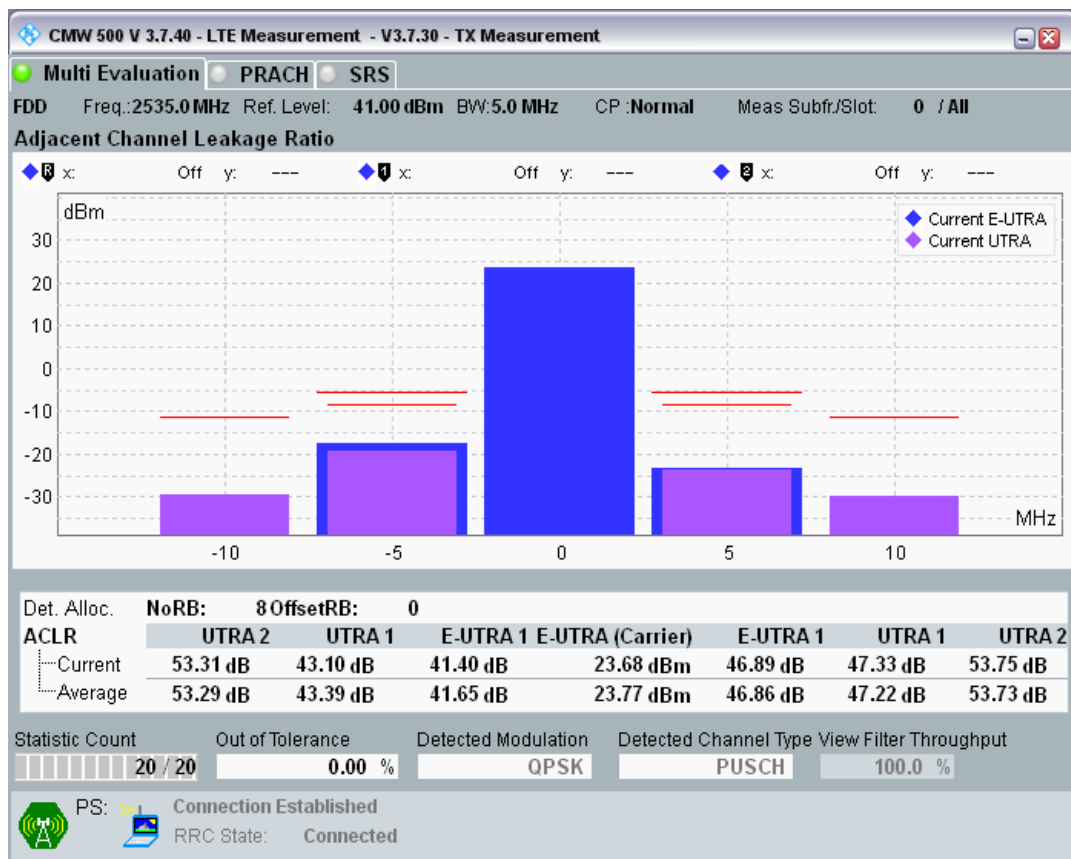 CMW 500 V 3.7.40 - LTE Measurement - V3.7.30 - TX Measurement
Multi Evaluation PRACH SRS
FDD Freq.:2535.0 MHz Ref. Level: 41.00 dBm BW:5.0 MHz CP :Normal Meas Subfr./Slot: 0 / All
Adjacent Channel Leakage Ratio
R x: Off y: --- 1 x: Off y: --- 2 x: Off y: ---
dBm
Current E-UTRA
Current UTRA
30
20
10
0
-10
-20
-30
MHz
-10 -5 0 5 10
Det. Alloc. NoRB: 8 OffsetRB: 0
ACLR UTRA 2 UTRA 1 E-UTRA 1 E-UTRA (Carrier) E-UTRA 1 UTRA 1 UTRA 2
Current 53.31 dB 43.10 dB 41.40 dB 23.68 dBm 46.89 dB 47.33 dB 53.75 dB
Average 53.29 dB 43.39 dB 41.65 dB 23.77 dBm 46.86 dB 47.22 dB 53.73 dB
Statistic Count Out of Tolerance Detected Modulation Detected Channel Type View Filter Throughput
20 / 20 0.00 % QPSK PUSCH 100.0 %
PS: Connection Established
RRC State: Connected